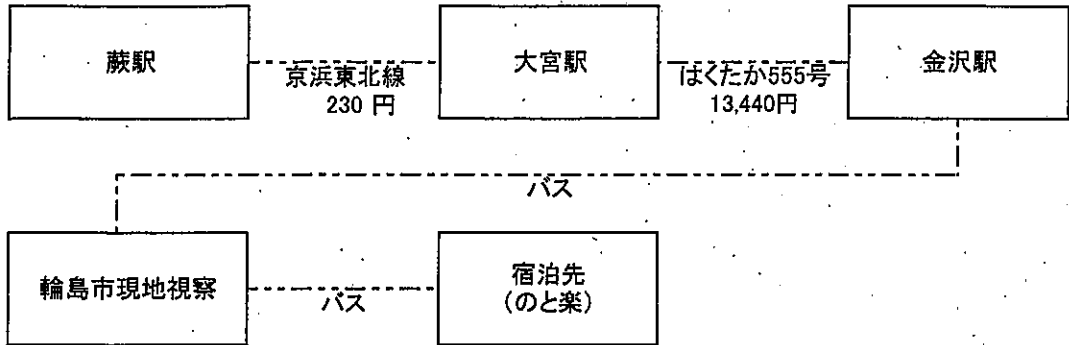 蕨駅
京浜東北線
230 円
大宮駅
はくたか555号
13,440円
金沢駅
バス
輪島市現地視察
バス
宿泊先
(のと楽)